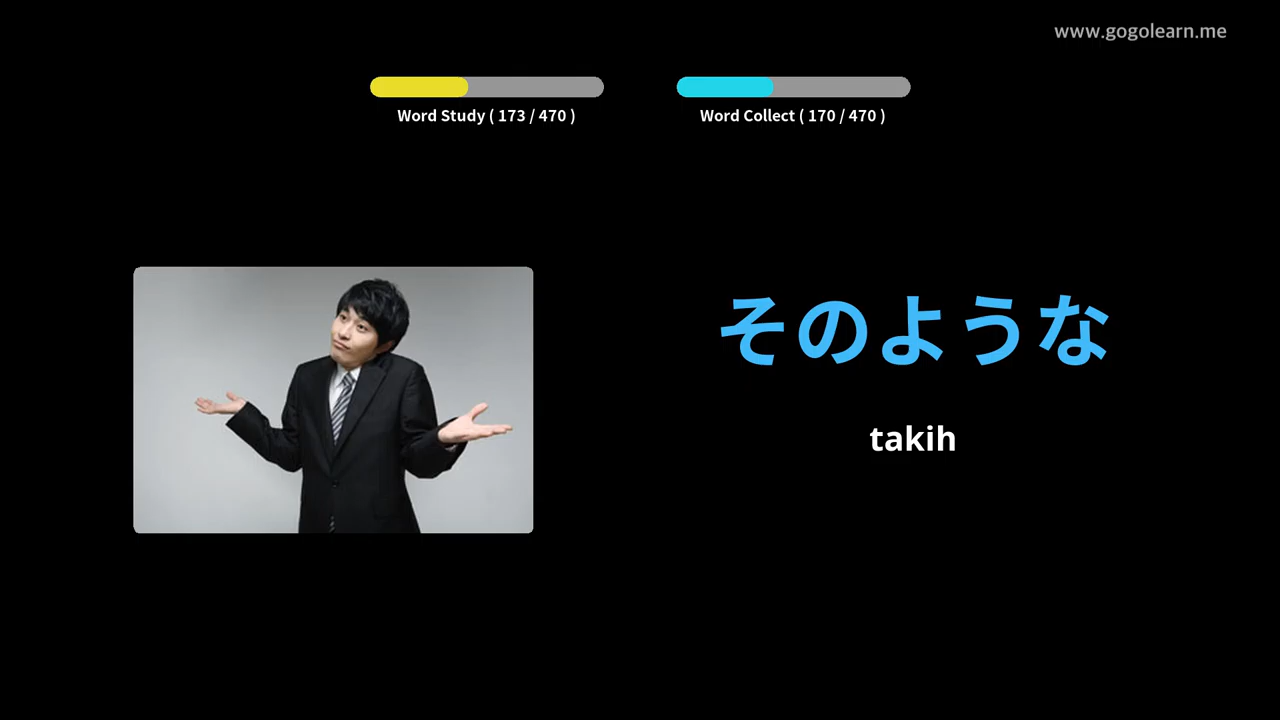 www.gogolearn.me
Word Study ( 173 / 470 )
Word Collect ( 170 / 470 )
そのような
takih